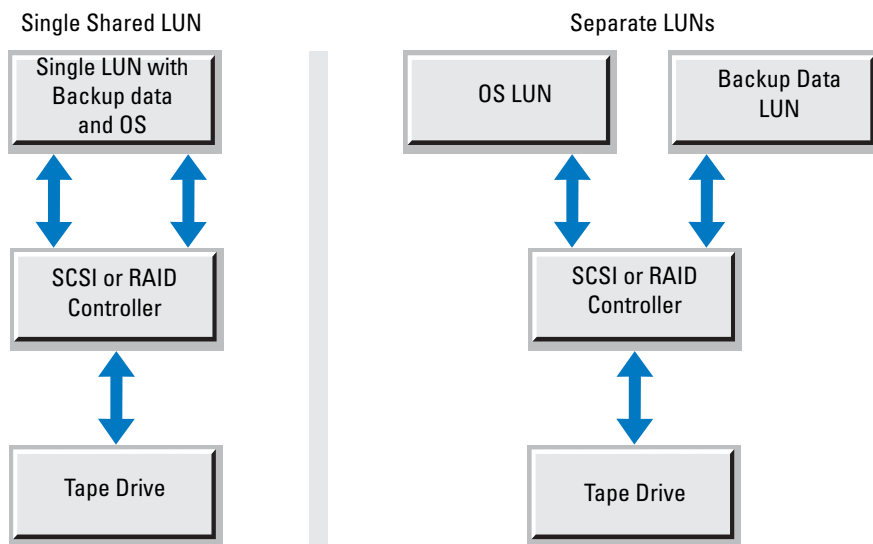 Single Shared LUN
Single LUN with
Backup data
and OS
SCSI or RAID
Controller
Tape Drive
Separate LUNs
OS LUN
Backup Data
LUN
SCSI or RAID
Controller
Tape Drive